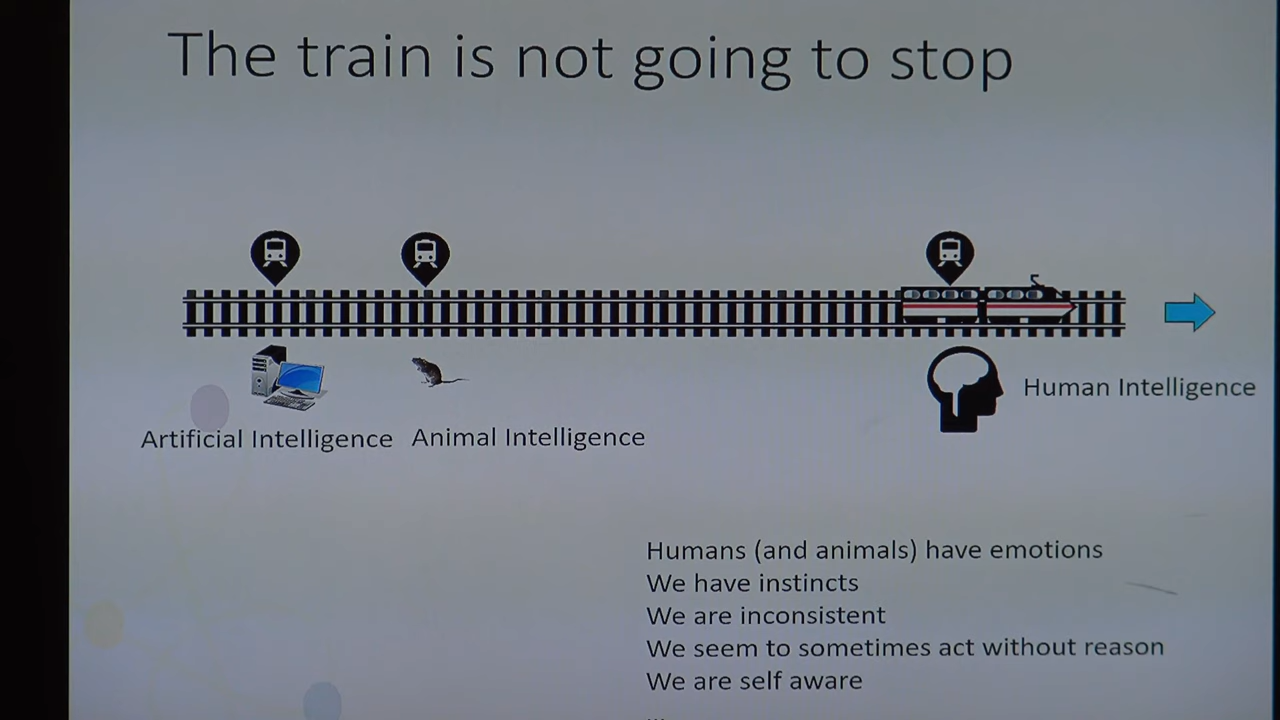 The train is not going to stop
Human Intelligence
Artificial Intelligence
Animal Intelligence
Humans (and animals) have emotions
We have instincts
We are inconsistent
We seem to sometimes act without reason
We are self aware
...